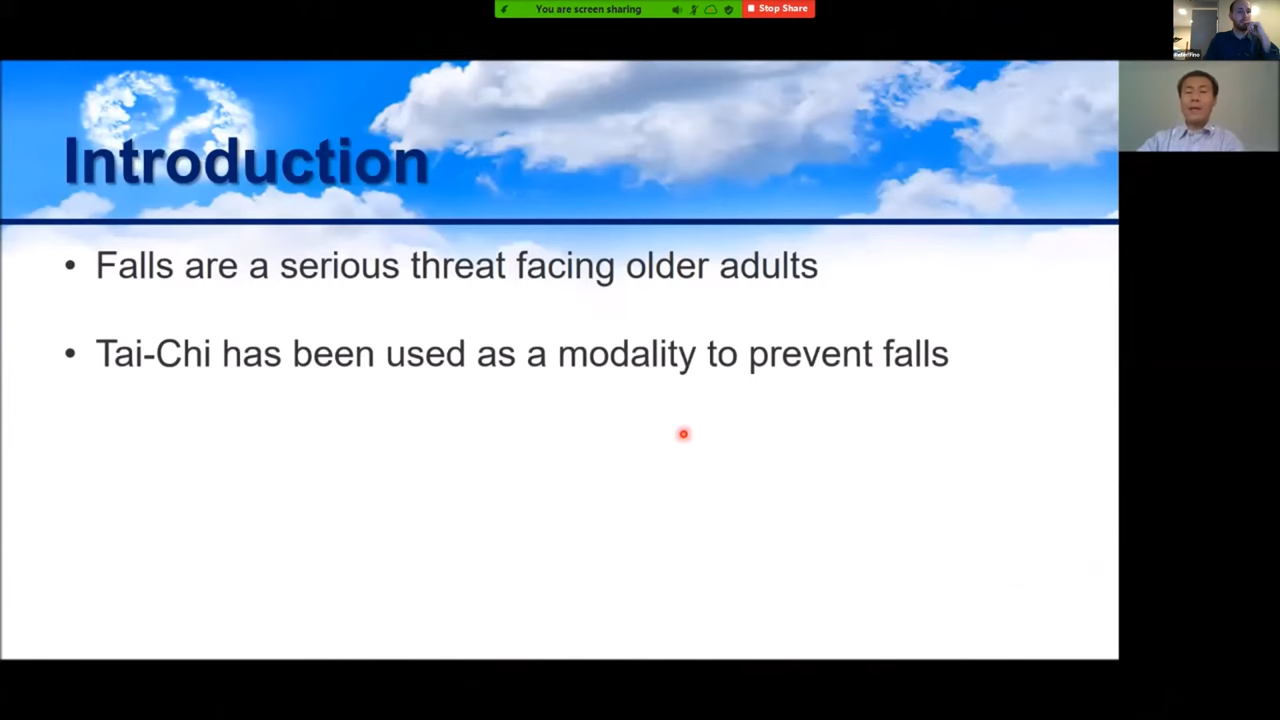 You are screen sharing
Stop Share
Introduction
• Falls are a serious threat facing older adults
• Tai-Chi has been used as a modality to prevent falls